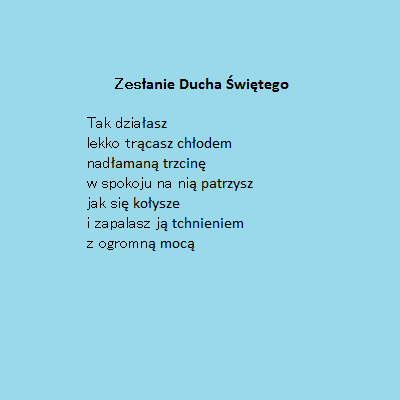 Zesłanie Ducha Świętego
Tak działasz
lekko trącasz chłodem
nadłamaną trzcinę
w spokoju na nią patrzysz
jak się kołysze
i zapalasz ją tchnieniem
z ogromną mocą